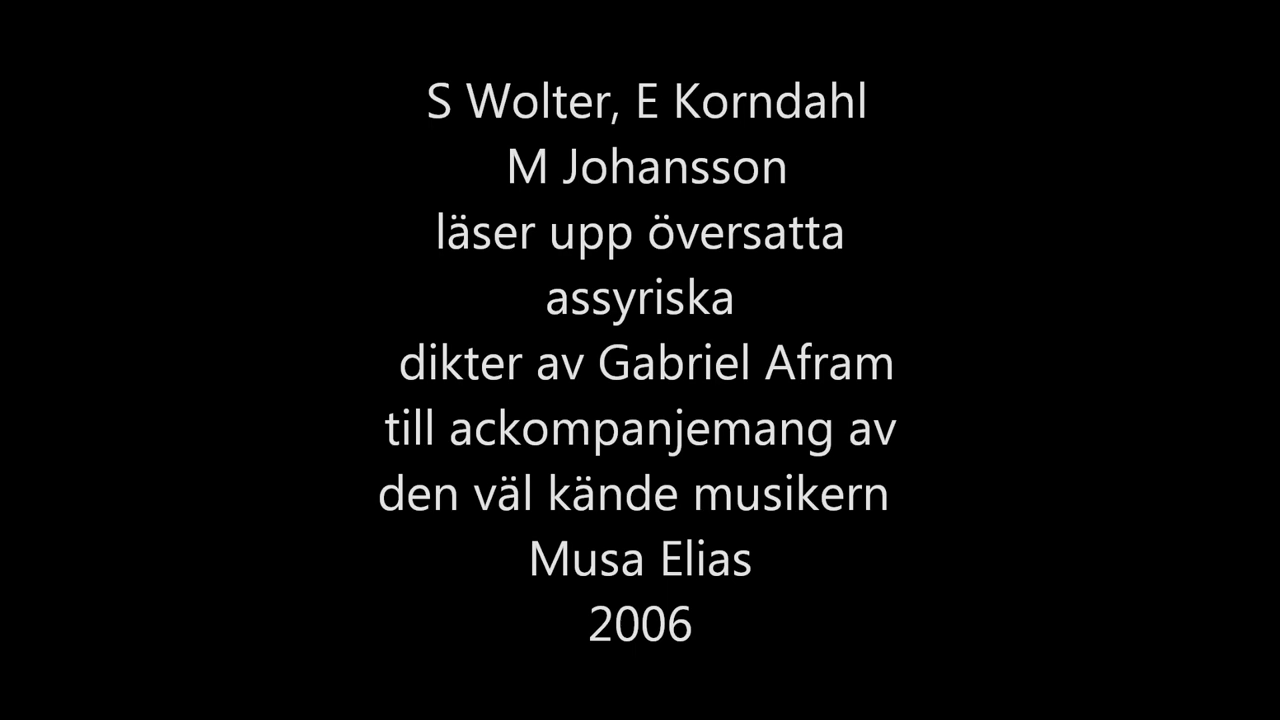 S Wolter, E Korndahl
M Johansson
läser upp översatta
assyriska
dikter av Gabriel Afram
till ackompanjemang av
den väl kände musikern
Musa Elias
2006